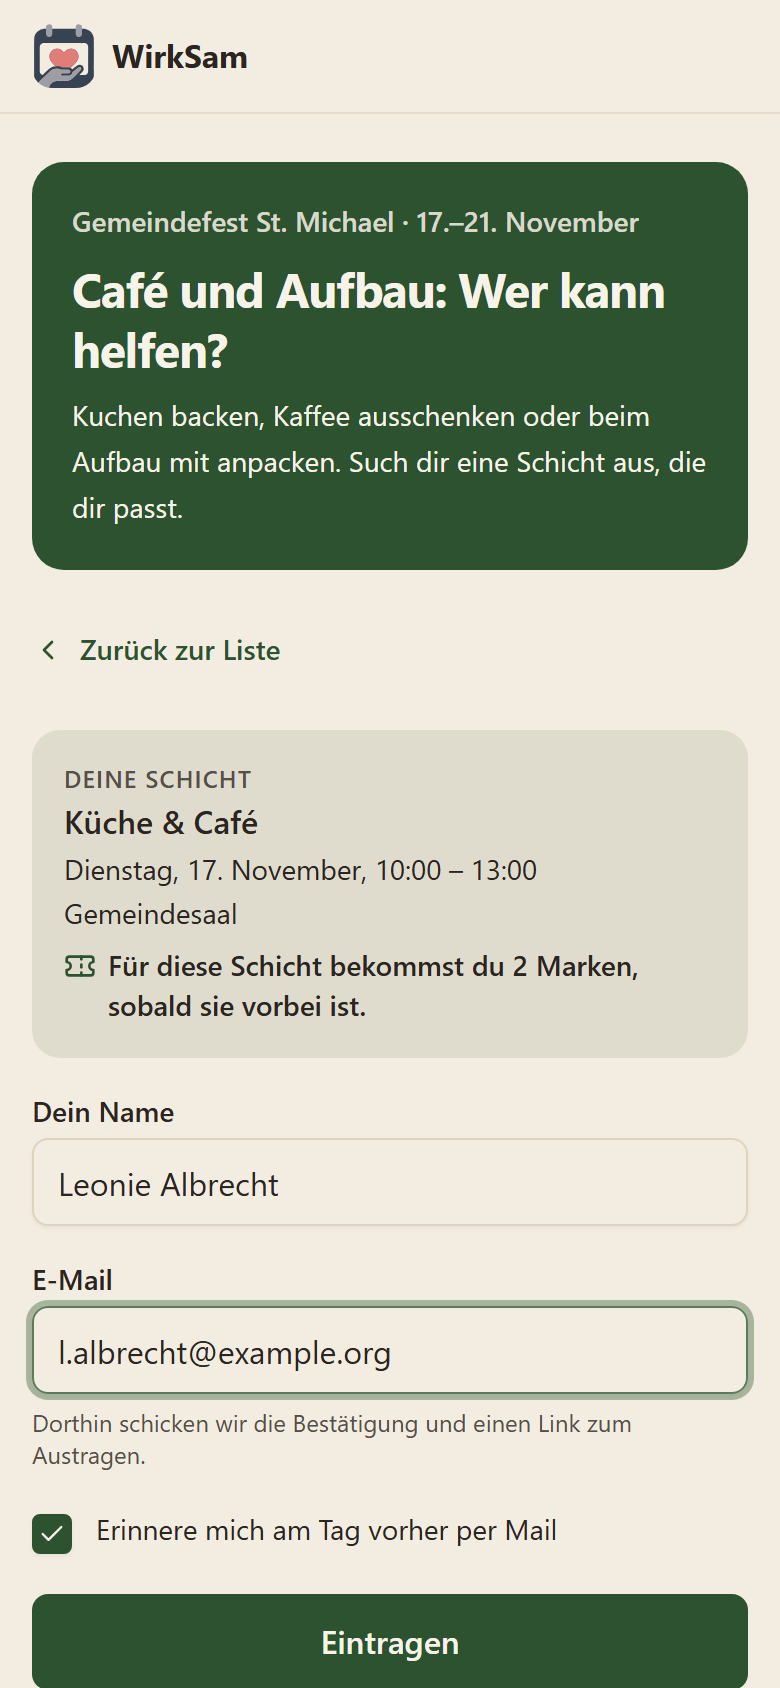 WirkSam
Gemeindefest St. Michael · 17.–21. November
Café und Aufbau: Wer kann
helfen?
Kuchen backen, Kaffee ausschenken oder beim
Aufbau mit anpacken. Such dir eine Schicht aus, die
dir passt.
Zurück zur Liste
DEINE SCHICHT
Küche & Café
Dienstag, 17. November, 10:00 – 13:00
Gemeindesaal
Für diese Schicht bekommst du 2 Marken,
sobald sie vorbei ist.
Dein Name
Leonie Albrecht
E-Mail
l.albrecht@example.org
Dorthin schicken wir die Bestätigung und einen Link zum
Austragen.
Erinnere mich am Tag vorher per Mail
Eintragen